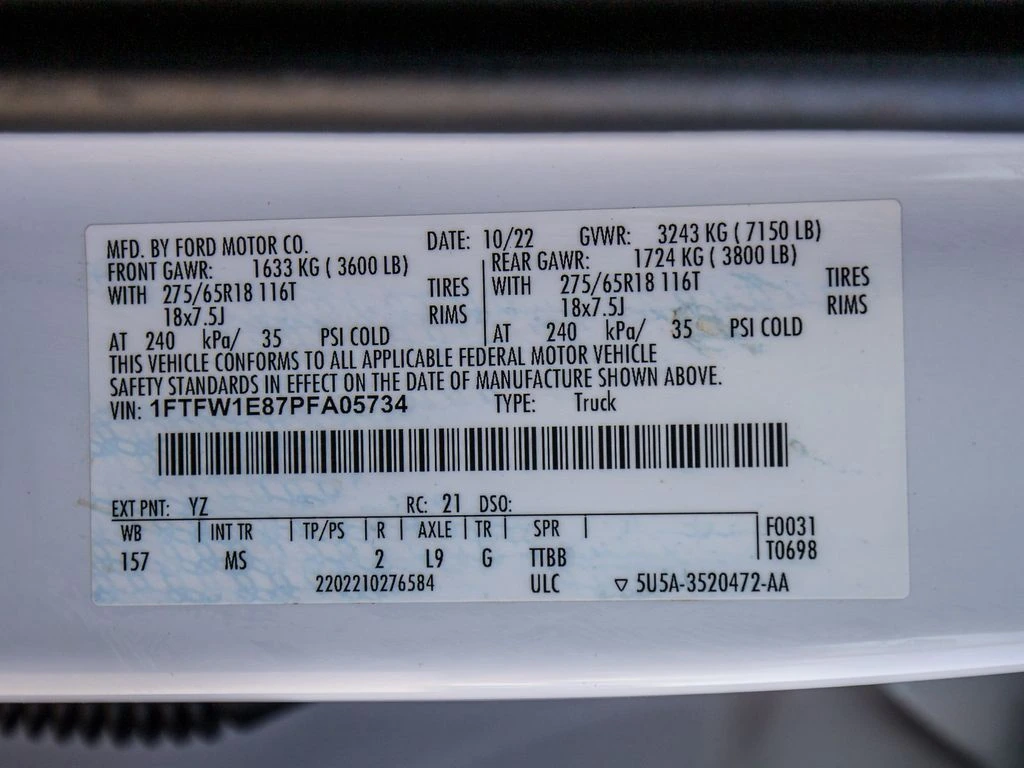 MFD. BY FORD MOTOR CO. DATE: 10/22 GVWR: 3243 KG ( 7150 LB)
FRONT GAWR: 1633 KG ( 3600 LB) REAR GAWR: 1724 KG ( 3800 LB)
WITH 275/65R18 116T TIRES WITH 275/65R18 116T TIRES
18x7.5J RIMS 18x7.5J RIMS
AT 240 kPa/ 35 PSI COLD AT 240 kPa/ 35 PSI COLD
THIS VEHICLE CONFORMS TO ALL APPLICABLE FEDERAL MOTOR VEHICLE
SAFETY STANDARDS IN EFFECT ON THE DATE OF MANUFACTURE SHOWN ABOVE.
VIN: 1FTFW1E87PFA05734 TYPE: Truck
EXT PNT: YZ RC: 21 DSO:
WB INT TR TP/PS R AXLE TR SPR F0031
157 MS 2 L9 G TTBB T0698
2202210276584 ULC ▽ 5U5A-3520472-AA